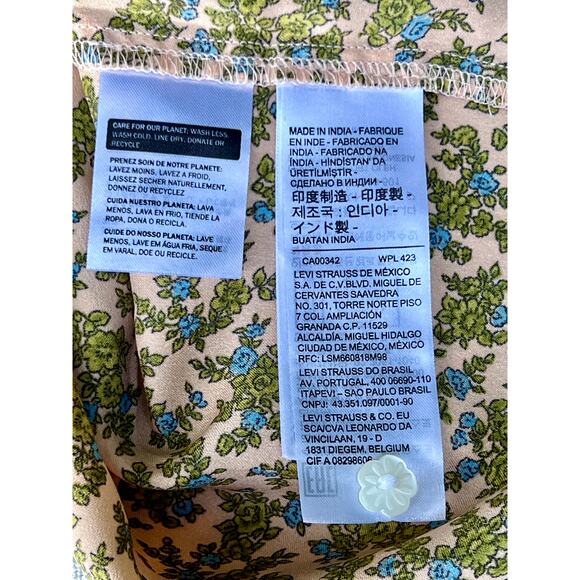 CARE FOR OUR PLANET: WASH LESS,
WASH COLD, LINE DRY, DONATE OR
RECYCLE
PRENEZ SOIN DE NOTRE PLANETE:
LAVEZ MOINS, LAVEZ A FROID,
LAISSEZ SECHER NATURELLEMENT,
DONNEZ OU RECYCLEZ
CUIDA NUESTRO PLANETA: LAVA
MENOS, LAVA EN FRIO, TIENDE LA
ROPA, DONA O RECICLA.
CUIDE DO NOSSO PLANETA: LAVE
MENOS, LAVE EM ÁGUA FRIA, SEQUE
EM VARAL, DOE OU RECICLE.
MADE IN INDIA - FABRIQUE
EN INDE - FABRICADO EN
INDIA - FABRICADO NA
ÍNDIA - HİNDİSTAN'DA
ÜRETİLMİŞTİR -
СДЕЛАНО В ИНДИИ -
印度制造 - 印度製 -
제조국 : 인디아 -
インド製 -
BUATAN INDIA
CA00342 WPL 423
LEVI STRAUSS DE MÉXICO
S.A. DE C.V.BLVD. MIGUEL DE
CERVANTES SAAVEDRA
NO. 301, TORRE NORTE PISO
7 COL. AMPLIACIÓN
GRANADA C.P. 11529
ALCALDÍA. MIGUEL HIDALGO
CIUDAD DE MÉXICO, MÉXICO
RFC: LSM660818M98
LEVI STRAUSS DO BRASIL
AV. PORTUGAL, 400 06690-110
ITAPEVI - SAO PAULO BRASIL
CNPJ: 43.351.097/0001-90
LEVI STRAUSS & CO. EU
SCA/CVA LEONARDO DA
VINCILAAN, 19 - D
1831 DIEGEM, BELGIUM
CIF A 08298606
EAC